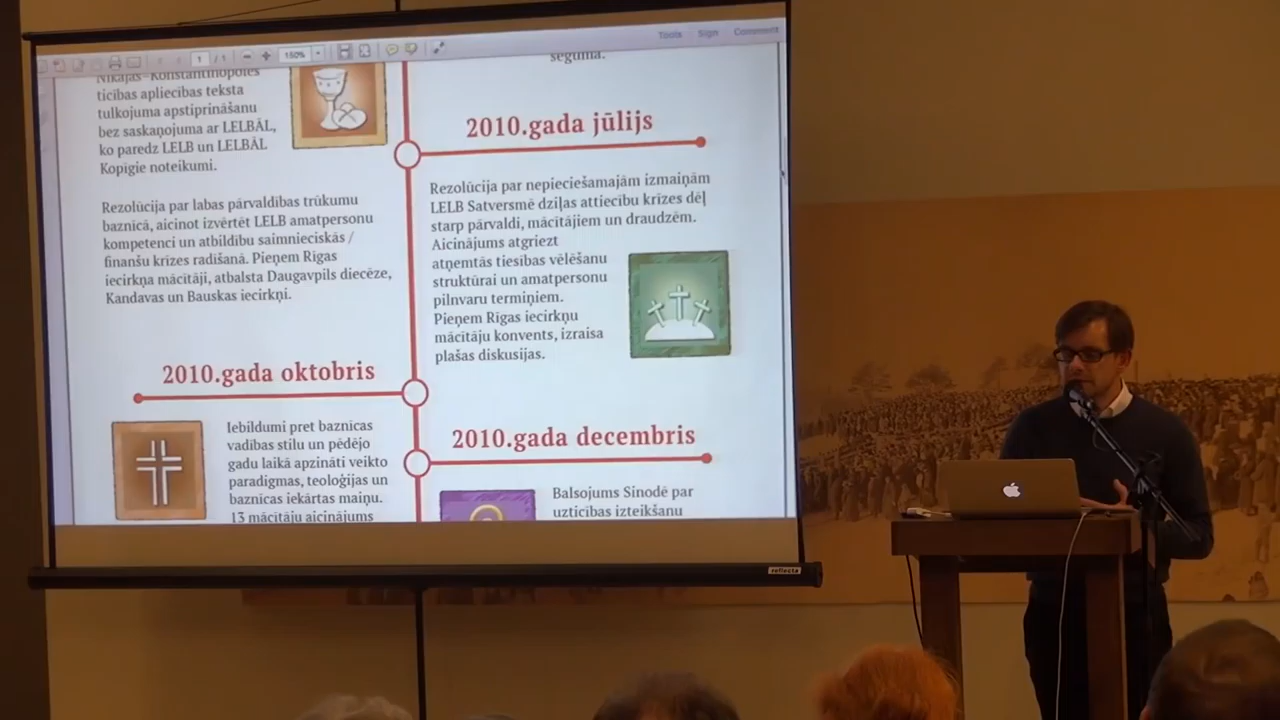 Tools Sign Comment
1 / 1
150%
Nīkajas-Konstantinopoles
ticības apliecības teksta
tulkojuma apstiprināšanu
bez saskaņojuma ar LELBĀL,
ko paredz LELB un LELBĀL
Kopīgie noteikumi.
Rezolūcija par labas pārvaldības trūkumu
baznīcā, aicinot izvērtēt LELB amatpersonu
kompetenci un atbildību saimnieciskās /
finanšu krīzes radīšanā. Pieņem Rīgas
iecirkņa mācītāji, atbalsta Daugavpils diecēze,
Kandavas un Bauskas iecirkņi.
2010.gada oktobris
Iebildumi pret baznīcas
vadības stilu un pēdējo
gadu laikā apzināti veikto
paradigmas, teoloģijas un
baznīcas iekārtas maiņu.
13 mācītāju aicinājums
seguma.
2010.gada jūlijs
Rezolūcija par nepieciešamajām izmaiņām
LELB Satversmē dziļas attiecību krīzes dēļ
starp pārvaldi, mācītājiem un draudzēm.
Aicinājums atgriezt
atņemtās tiesības vēlēšanu
struktūrai un amatpersonu
pilnvaru termiņiem.
Pieņem Rīgas iecirkņu
mācītāju konvents, izraisa
plašas diskusijas.
2010.gada decembris
Balsojums Sinodē par
uzticības izteikšanu
reflecta